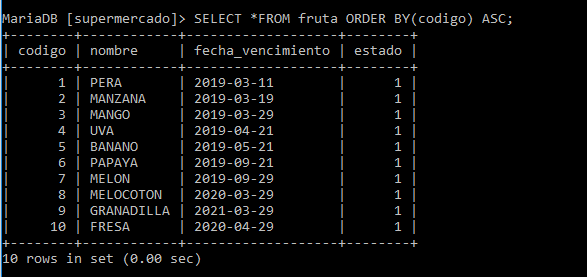 MariaDB [supermercado]> SELECT *FROM fruta ORDER BY(codigo) ASC;
+--------+------------+-------------------+--------+
| codigo | nombre     | fecha_vencimiento | estado |
+--------+------------+-------------------+--------+
|      1 | PERA       | 2019-03-11        |      1 |
|      2 | MANZANA    | 2019-03-19        |      1 |
|      3 | MANGO      | 2019-03-29        |      1 |
|      4 | UVA        | 2019-04-21        |      1 |
|      5 | BANANO     | 2019-05-21        |      1 |
|      6 | PAPAYA     | 2019-09-21        |      1 |
|      7 | MELON      | 2019-09-29        |      1 |
|      8 | MELOCOTON  | 2020-03-29        |      1 |
|      9 | GRANADILLA | 2021-03-29        |      1 |
|     10 | FRESA      | 2020-04-29        |      1 |
+--------+------------+-------------------+--------+
10 rows in set (0.00 sec)